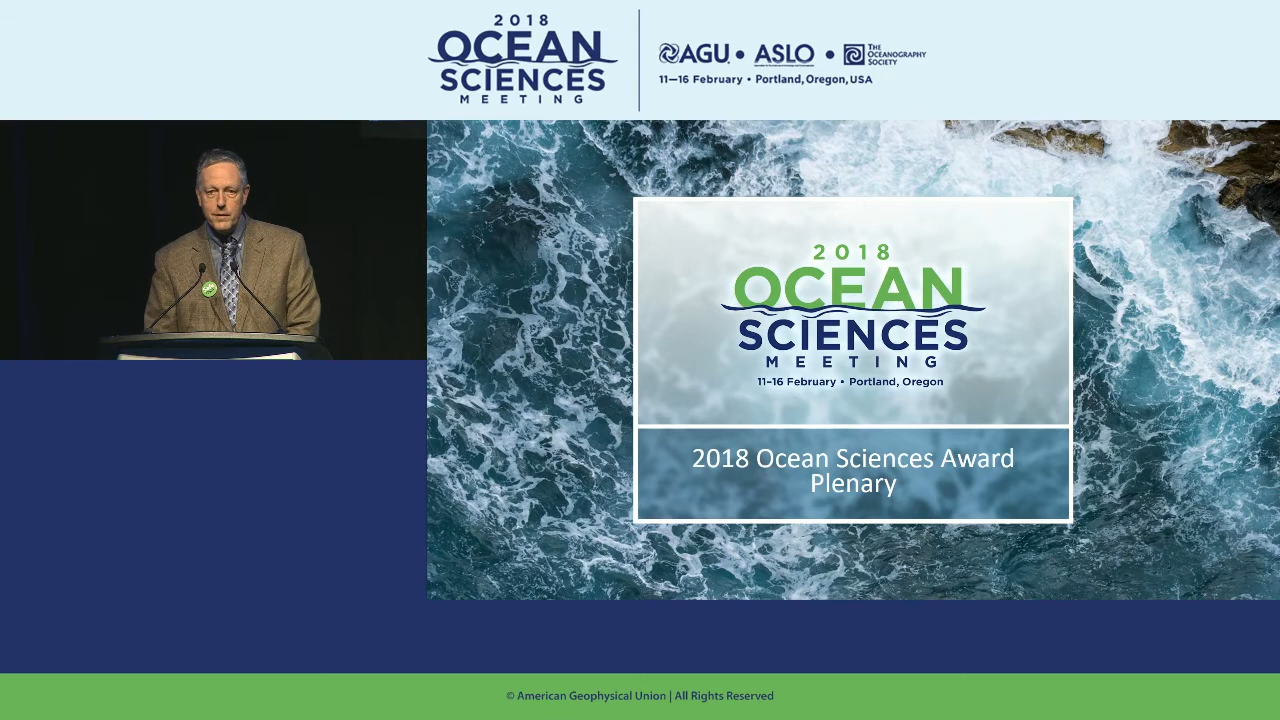 2018
OCEAN
SCIENCES
MEETING
AGU • ASLO • THE OCEANOGRAPHY SOCIETY
11—16 February • Portland, Oregon, USA
2018
OCEAN
SCIENCES
MEETING
11–16 February • Portland, Oregon
2018 Ocean Sciences Award
Plenary
© American Geophysical Union | All Rights Reserved